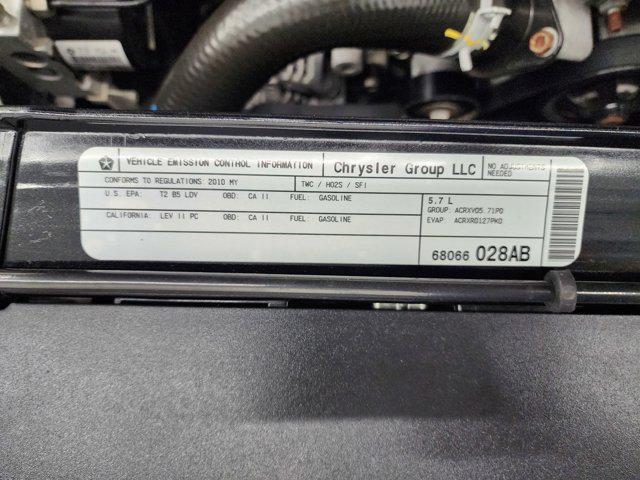 VEHICLE EMISSION CONTROL INFORMATION
Chrysler Group LLC
NO ADJUSTMENTS NEEDED
CONFORMS TO REGULATIONS: 2010 MY
TWC / HO2S / SFI
U.S. EPA: T2 B5 LDV OBD: CA II FUEL: GASOLINE
CALIFORNIA: LEV II PC OBD: CA II FUEL: GASOLINE
5.7 L
GROUP: ACRXV05.71P0
EVAP: ACRXR0127PK0
68066 028AB